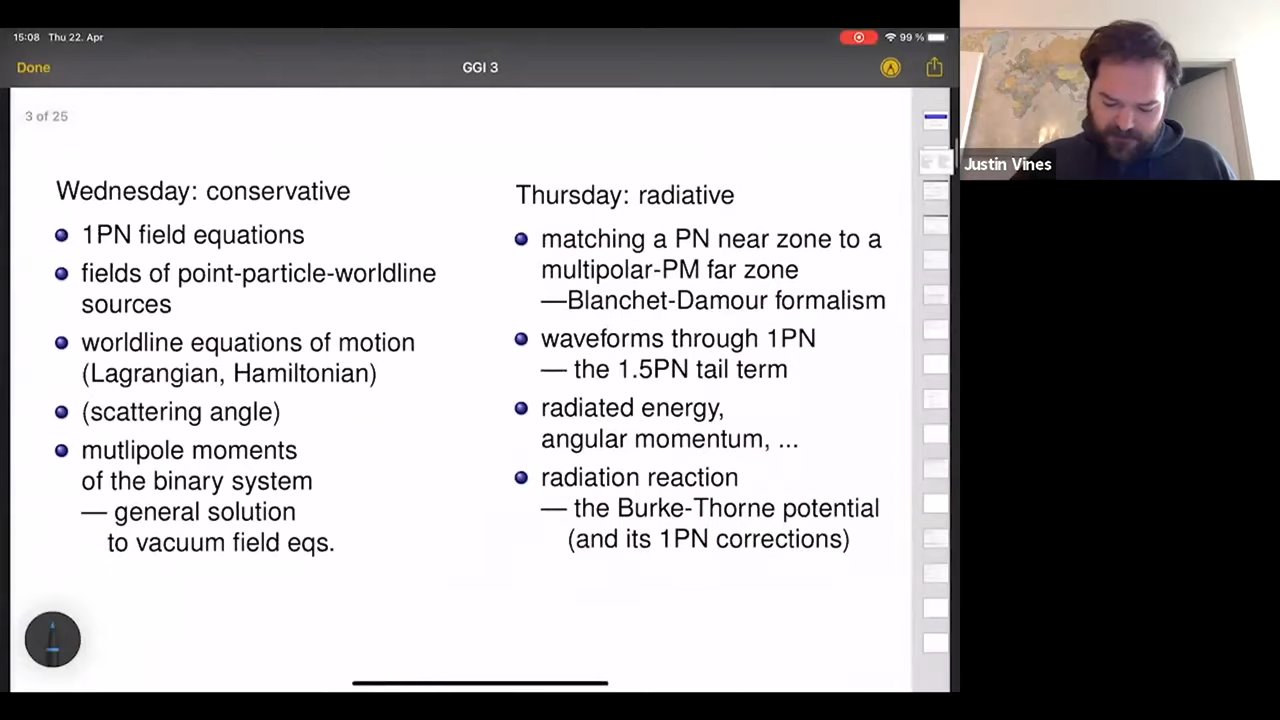 15:08 Thu 22. Apr
99 %
Done
GGI 3
3 of 25
Wednesday: conservative
1PN field equations
fields of point-particle-worldline
sources
worldline equations of motion
(Lagrangian, Hamiltonian)
(scattering angle)
mutlipole moments
of the binary system
— general solution
to vacuum field eqs.
Thursday: radiative
matching a PN near zone to a
multipolar-PM far zone
—Blanchet-Damour formalism
waveforms through 1PN
— the 1.5PN tail term
radiated energy,
angular momentum, ...
radiation reaction
— the Burke-Thorne potential
(and its 1PN corrections)
Justin Vines